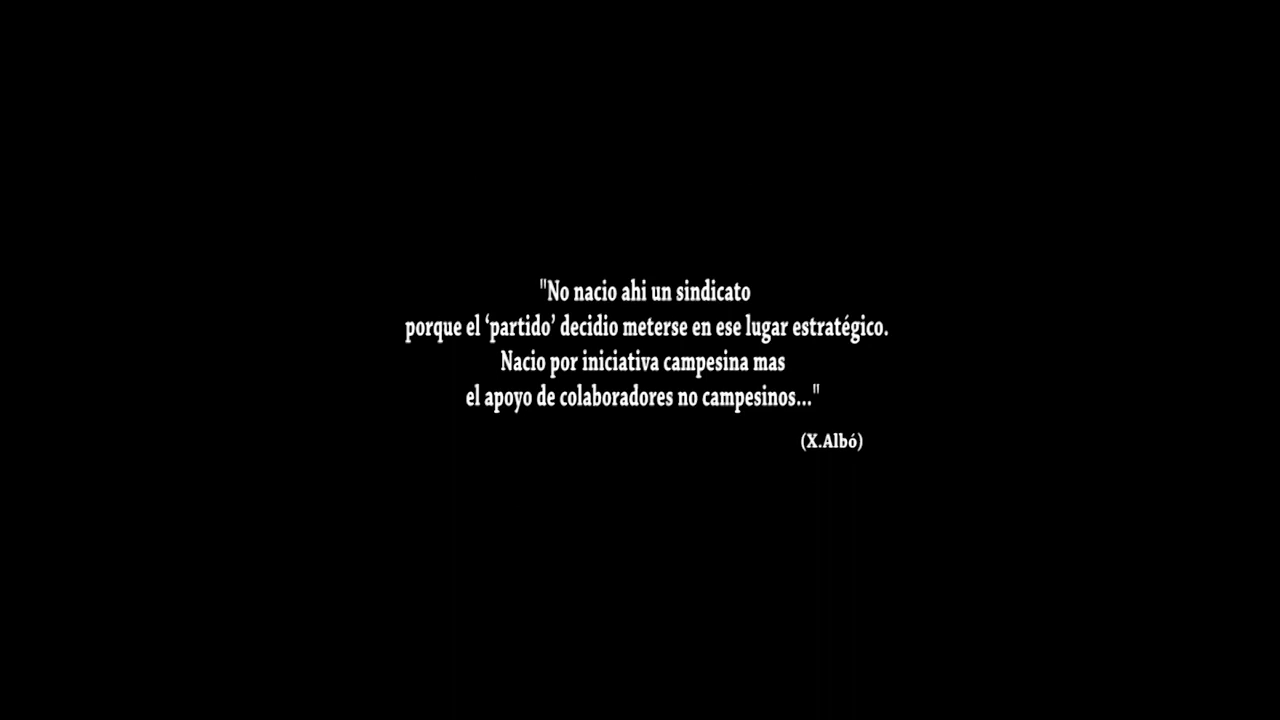 "No nacio ahi un sindicato
porque el ‘partido’ decidio meterse en ese lugar estratégico.
Nacio por iniciativa campesina mas
el apoyo de colaboradores no campesinos..."
(X.Albó)